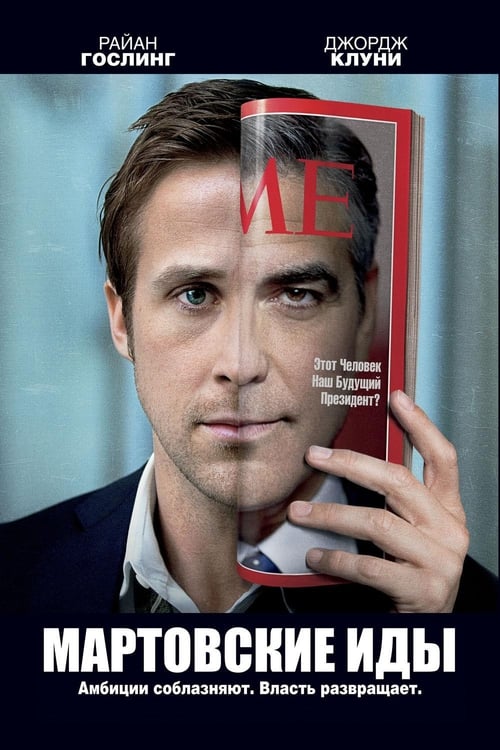 РАЙАН ГОСЛИНГ
ДЖОРДЖ КЛУНИ
ME
Этот Человек
Наш Будущий
Президент?
МАРТОВСКИЕ ИДЫ
Амбиции соблазняют. Власть развращает.